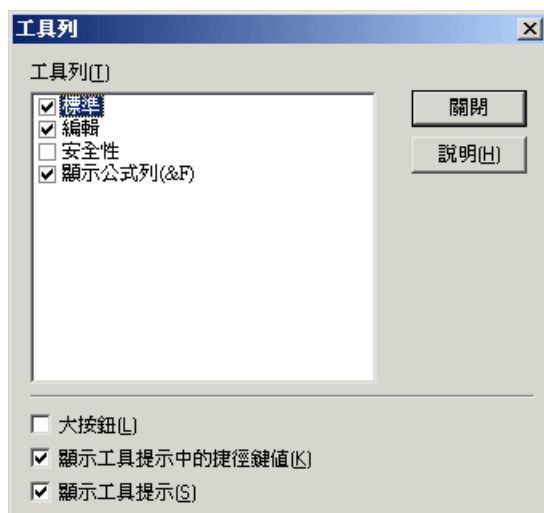 工具列
工具列(T)
標準
編輯
安全性
顯示公式列(&F)
關閉
說明(H)
大按鈕(L)
顯示工具提示中的捷徑鍵值(K)
顯示工具提示(S)